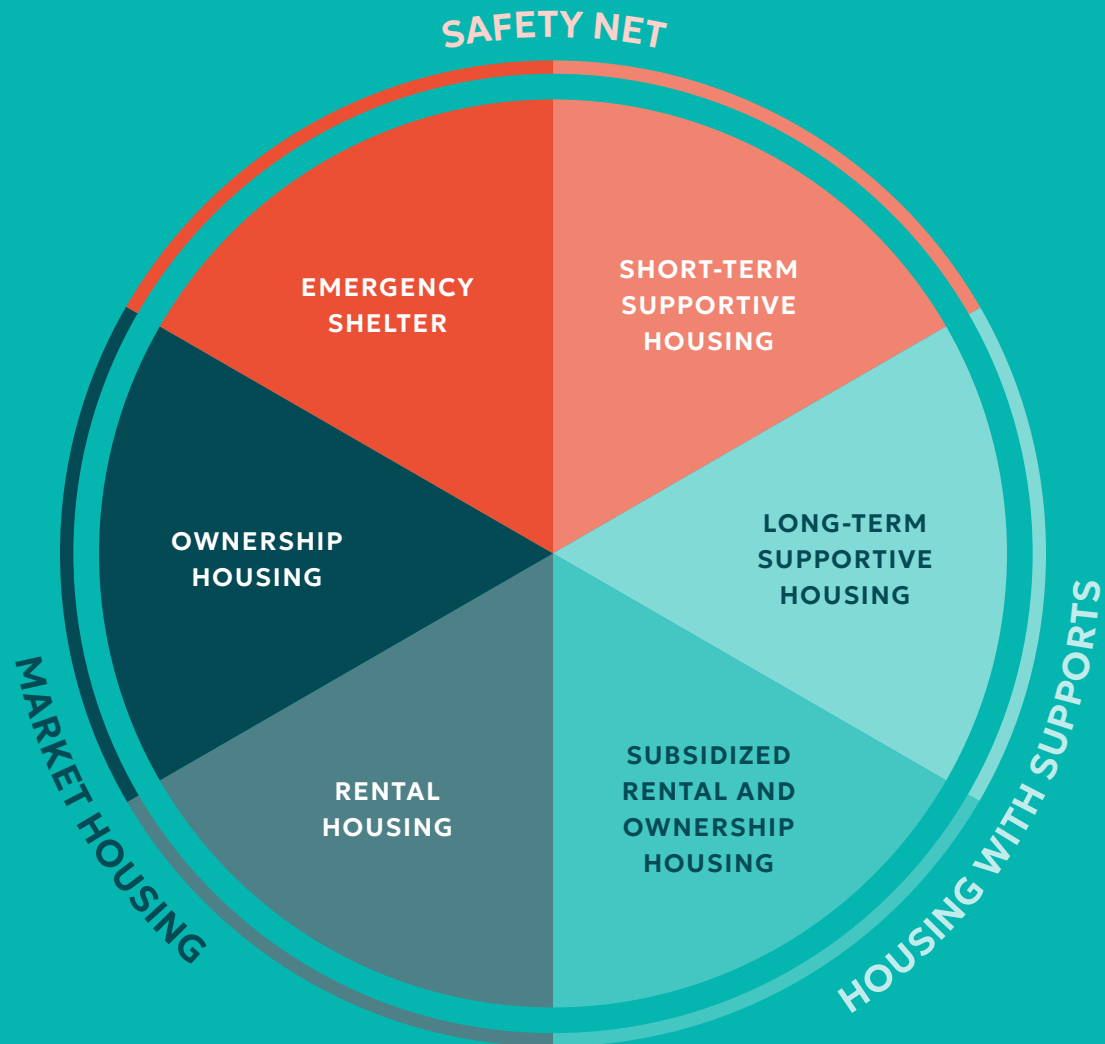 SAFETY NET
EMERGENCY
SHELTER
SHORT-TERM
SUPPORTIVE
HOUSING
OWNERSHIP
HOUSING
LONG-TERM
SUPPORTIVE
HOUSING
RENTAL
HOUSING
SUBSIDIZED
RENTAL AND
OWNERSHIP
HOUSING
MARKET HOUSING
HOUSING WITH SUPPORTS